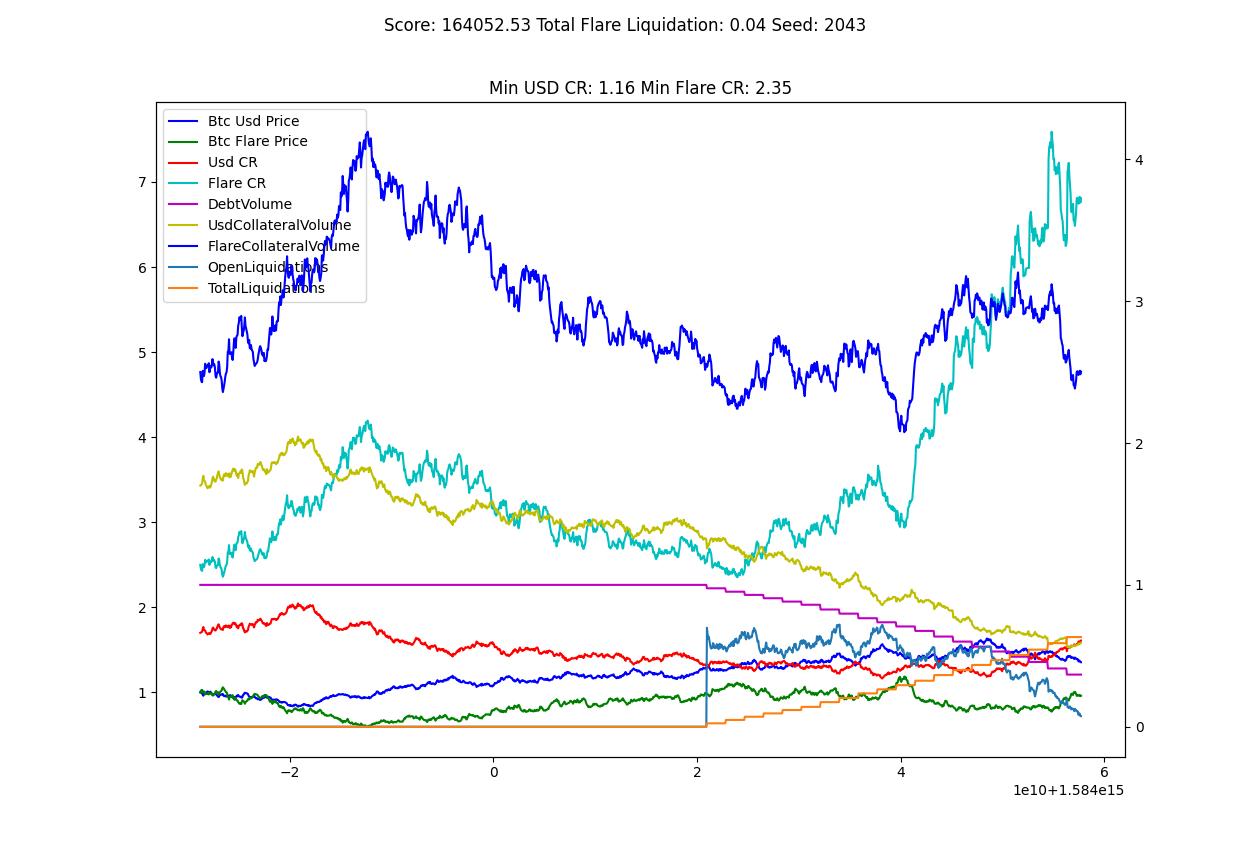 Score: 164052.53 Total Flare Liquidation: 0.04 Seed: 2043
Min USD CR: 1.16 Min Flare CR: 2.35
Btc Usd Price
Btc Flare Price
Usd CR
Flare CR
DebtVolume
UsdCollateralVolume
FlareCollateralVolume
OpenLiquidations
TotalLiquidations
7
6
5
4
3
2
1
4
3
2
1
0
−2
0
2
4
6
1e10+1.584e15